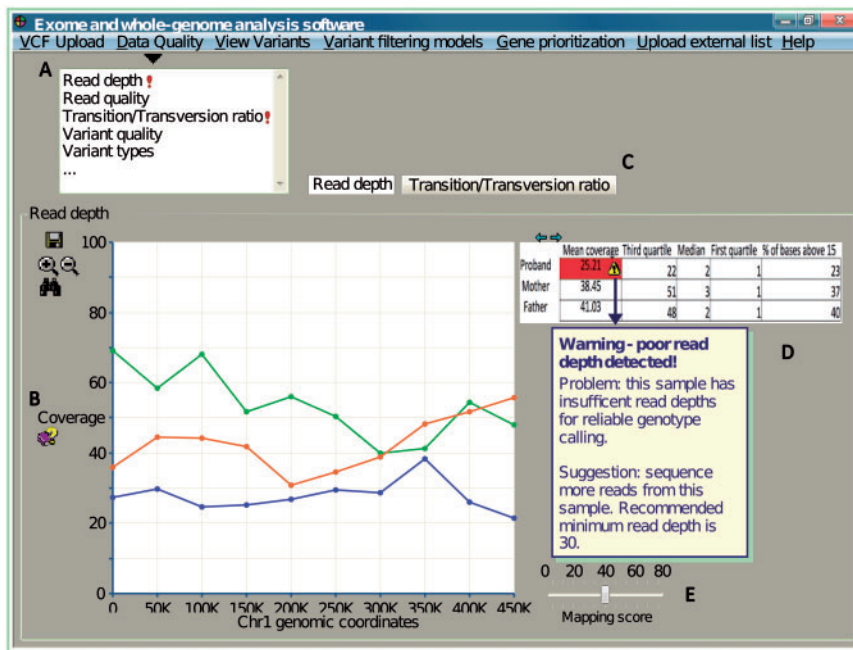 Exome and whole-genome analysis software
VCF Upload Data Quality View Variants Variant filtering models Gene prioritization Upload external list Help
A
Read depth !
Read quality
Transition/Transversion ratio !
Variant quality
Variant types
...
C
Read depth Transition/Transversion ratio
Read depth
B
Coverage
100
80
60
40
20
0
0 50K 100K 150K 200K 250K 300K 350K 400K 450K
Chr1 genomic coordinates
Mean coverage Third quartile Median First quartile % of bases above 15
Proband 25.21 22 2 1 23
Mother 38.45 51 3 1 37
Father 41.03 48 2 1 40
D
Warning - poor read
depth detected!
Problem: this sample has
insufficent read depths
for reliable genotype
calling.
Suggestion: sequence
more reads from this
sample. Recommended
minimum read depth is
30.
0 20 40 60 80
E
Mapping score